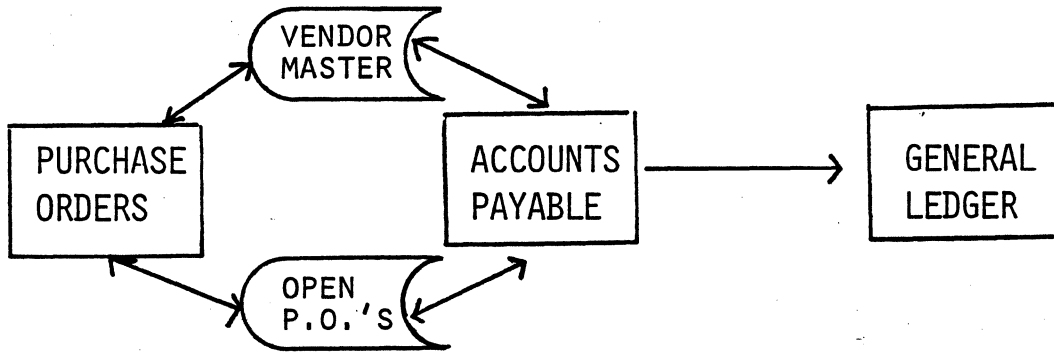 VENDOR
MASTER
PURCHASE
ORDERS
ACCOUNTS
PAYABLE
GENERAL
LEDGER
OPEN
P.O.'S